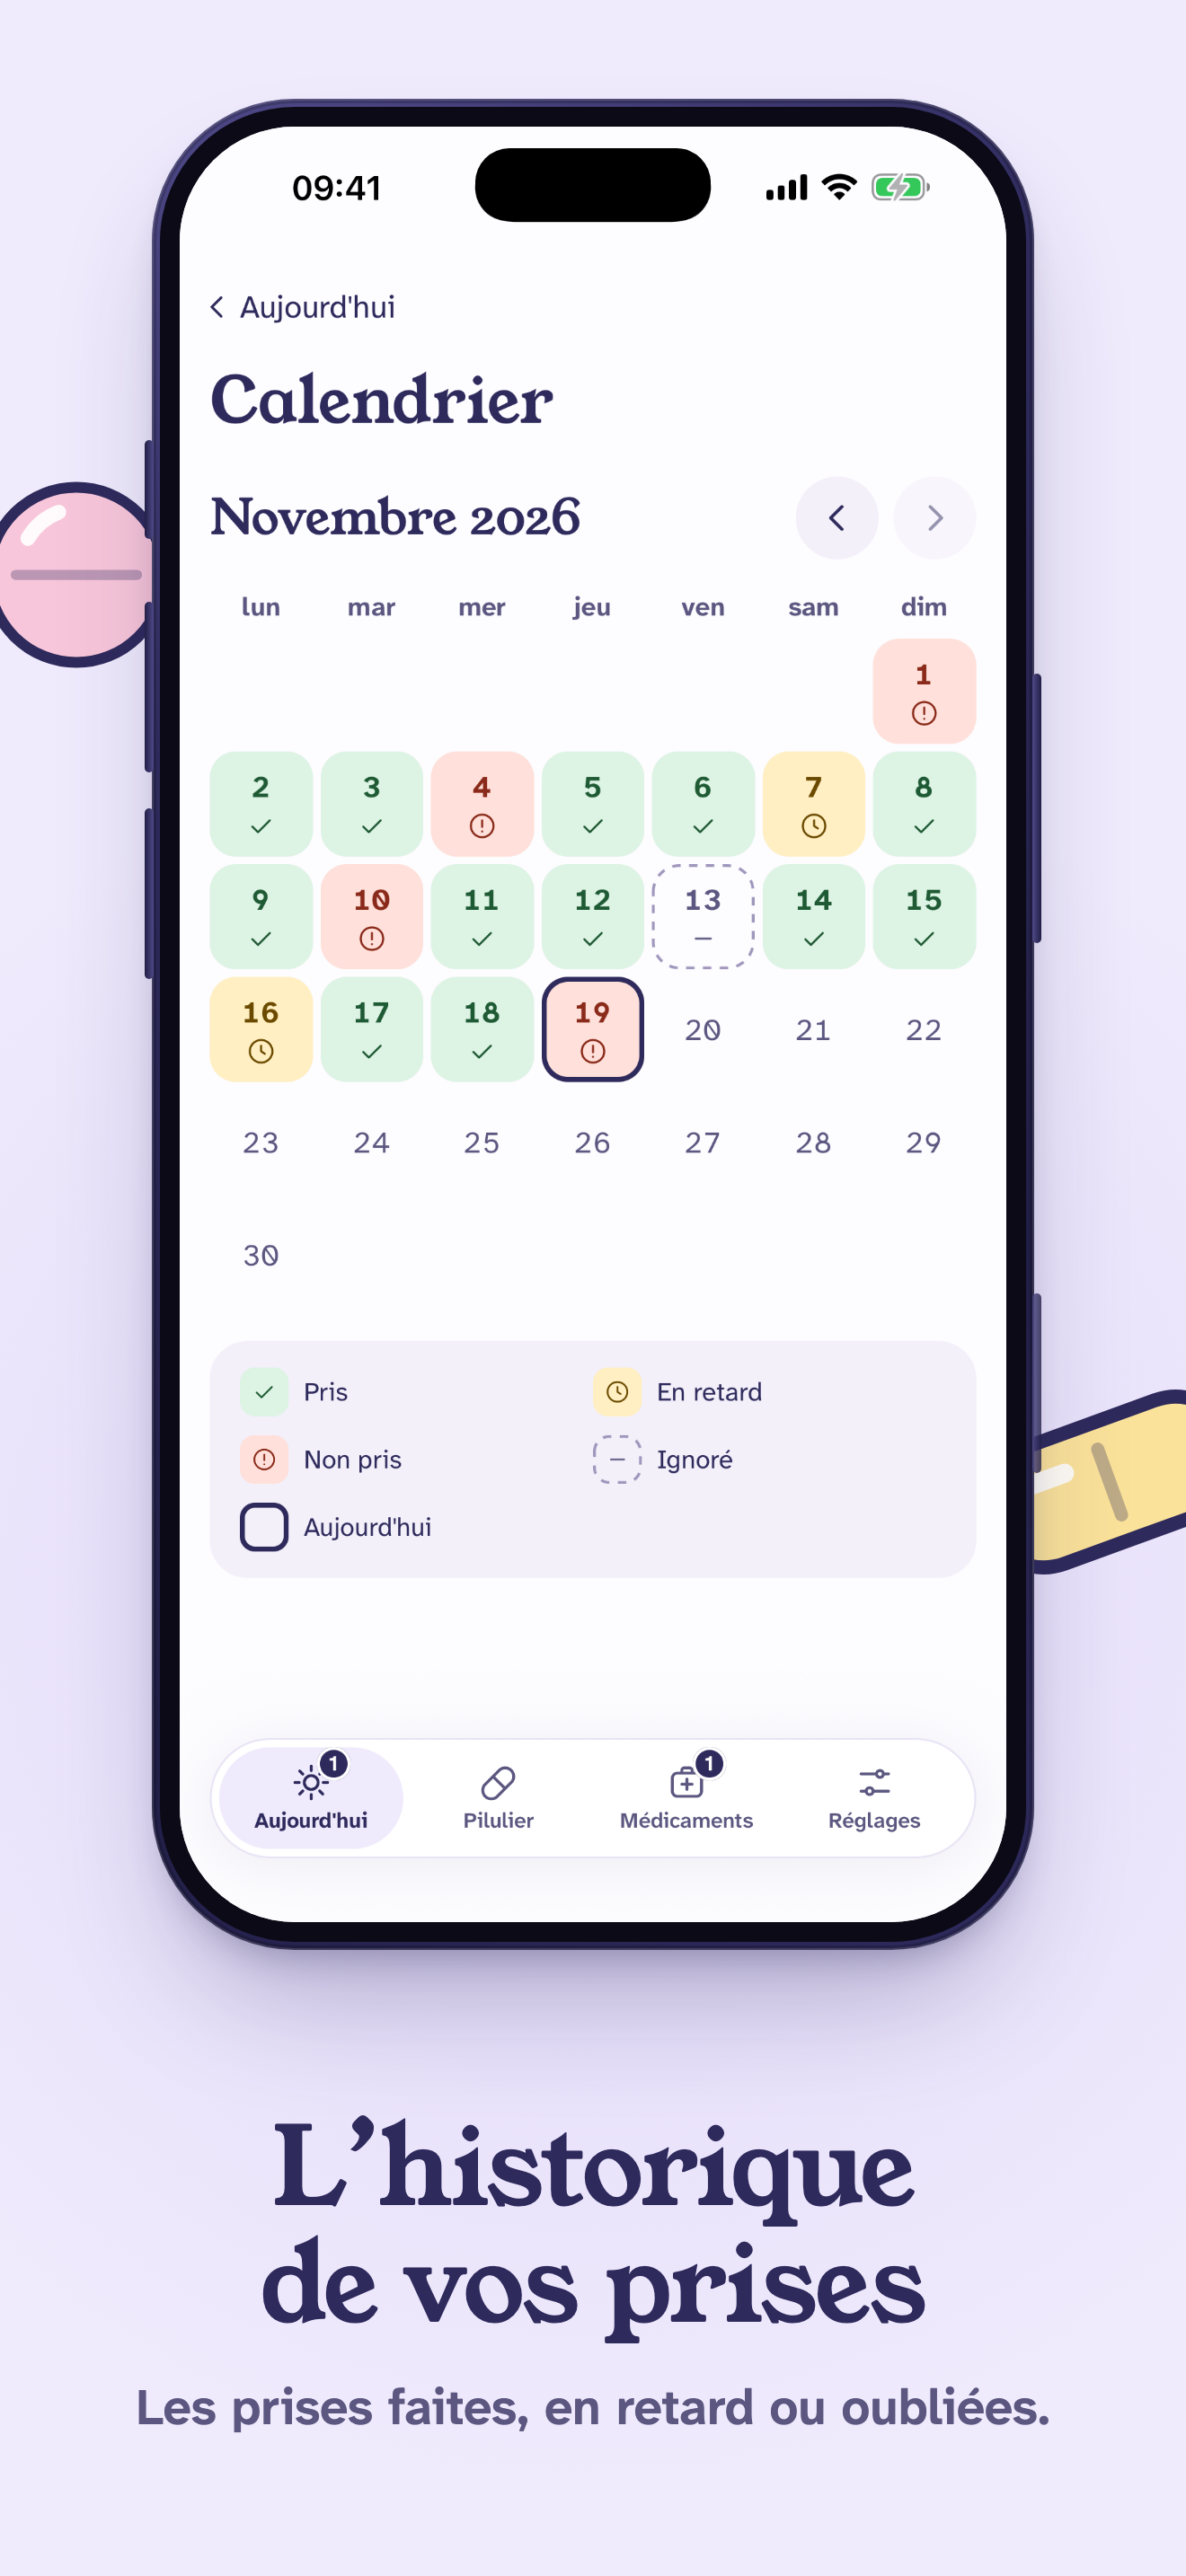 09:41
Aujourd'hui
Calendrier
Novembre 2026
lun mar mer jeu ven sam dim
1
2 3 4 5 6 7 8
9 10 11 12 13 14 15
16 17 18 19 20 21 22
23 24 25 26 27 28 29
30
Pris En retard
Non pris Ignoré
Aujourd'hui
1 1
Aujourd'hui Pilulier Médicaments Réglages
L’historique
de vos prises
Les prises faites, en retard ou oubliées.